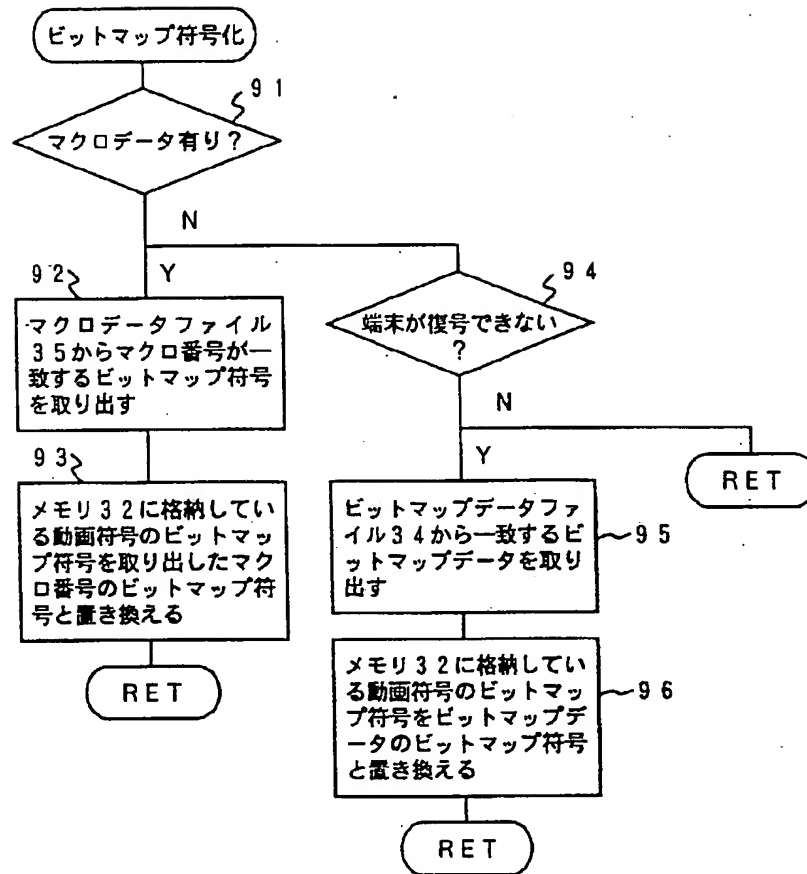 ビットマップ符号化
91
マクロデータ有り？
N
Y
92
マクロデータファイル
35からマクロ番号が一
致するビットマップ符号
を取り出す
93
メモリ32に格納してい
る動画符号のビットマッ
プ符号を取り出したマク
ロ番号のビットマップ符
号と置き換える
RET
94
端末が復号できない
？
N
Y
RET
ビットマップデータファ
イル34から一致するビ
ットマップデータを取り
出す
95
メモリ32に格納してい
る動画符号のビットマッ
プ符号をビットマップデ
ータのビットマップ符号
と置き換える
96
RET